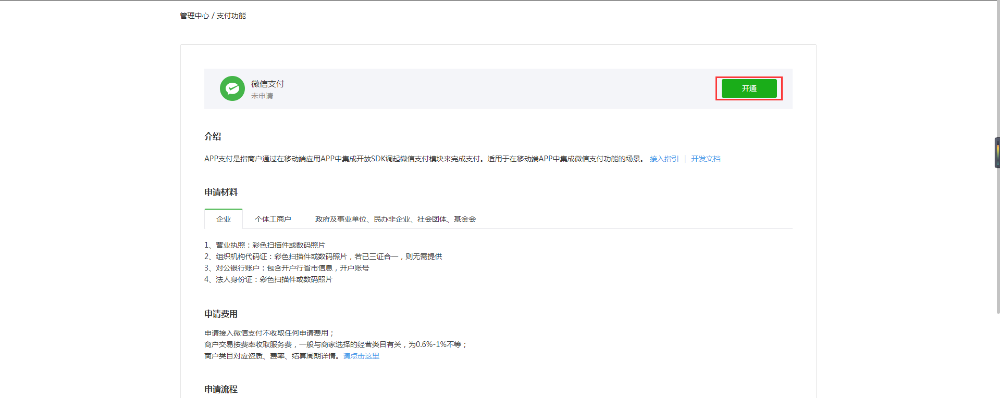 管理中心 / 支付功能
微信支付
未申请
开通
介绍
APP支付是指商户通过在移动端应用APP中集成开放SDK调起微信支付模块来完成支付。适用于在移动端APP中集成微信支付功能的场景。 接入指引 | 开发文档
申请材料
企业 个体工商户 政府及事业单位、民办非企业、社会团体、基金会
1、营业执照：彩色扫描件或数码照片
2、组织机构代码证：彩色扫描件或数码照片，若已三证合一，则无需提供
3、对公银行账户：包含开户行省市信息，开户账号
4、法人身份证：彩色扫描件或数码照片
申请费用
申请接入微信支付不收取任何申请费用；
商户交易按费率收取服务费，一般与商家选择的经营类目有关，为0.6%-1%不等；
商户类目对应资质、费率、结算周期详情。请点击这里
申请流程